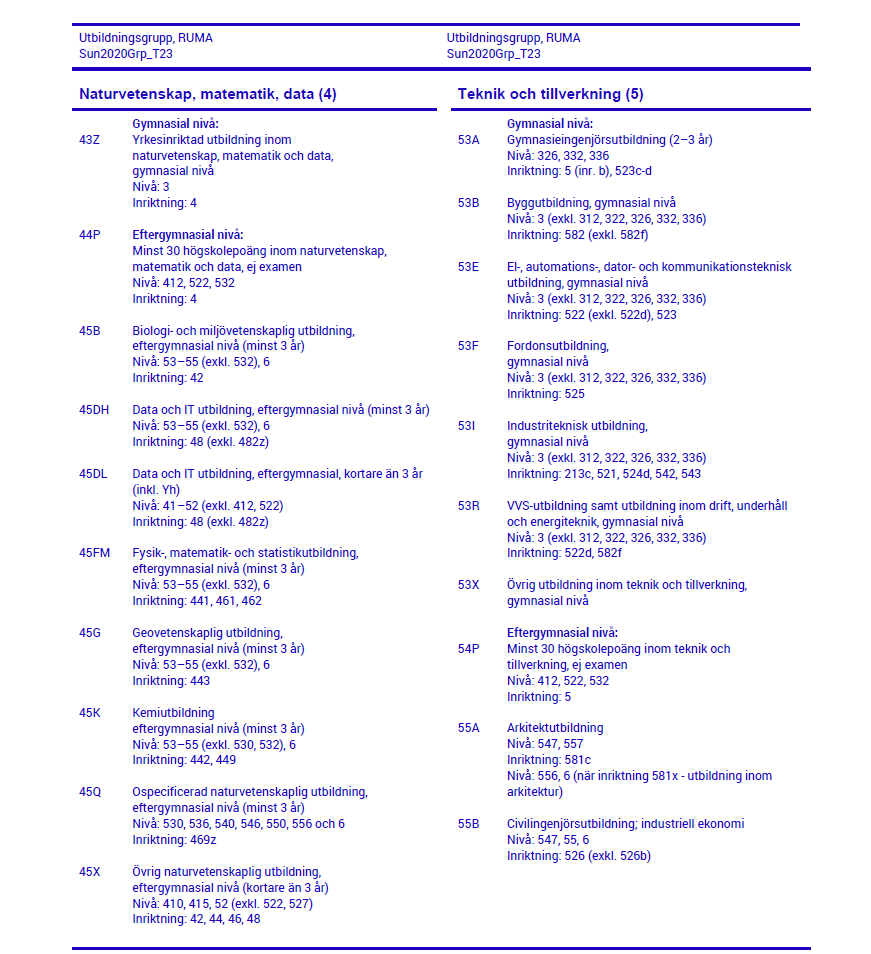 Utbildningsgrupp, RUMA
Sun2020Grp_T23
Utbildningsgrupp, RUMA
Sun2020Grp_T23
Naturvetenskap, matematik, data (4)
Gymnasial nivå:
43Z Yrkesinriktad utbildning inom
naturvetenskap, matematik och data,
gymnasial nivå
Nivå: 3
Inriktning: 4
44P Eftergymnasial nivå:
Minst 30 högskolepoäng inom naturvetenskap,
matematik och data, ej examen
Nivå: 412, 522, 532
Inriktning: 4
45B Biologi- och miljövetenskaplig utbildning,
eftergymnasial nivå (minst 3 år)
Nivå: 53–55 (exkl. 532), 6
Inriktning: 42
45DH Data och IT utbildning, eftergymnasial nivå (minst 3 år)
Nivå: 53–55 (exkl. 532), 6
Inriktning: 48 (exkl. 482z)
45DL Data och IT utbildning, eftergymnasial, kortare än 3 år
(inkl. Yh)
Nivå: 41–52 (exkl. 412, 522)
Inriktning: 48 (exkl. 482z)
45FM Fysik-, matematik- och statistikutbildning,
eftergymnasial nivå (minst 3 år)
Nivå: 53–55 (exkl. 532), 6
Inriktning: 441, 461, 462
45G Geovetenskaplig utbildning,
eftergymnasial nivå (minst 3 år)
Nivå: 53–55 (exkl. 532), 6
Inriktning: 443
45K Kemiutbildning
eftergymnasial nivå (minst 3 år)
Nivå: 53–55 (exkl. 530, 532), 6
Inriktning: 442, 449
45Q Ospecificerad naturvetenskaplig utbildning,
eftergymnasial nivå (minst 3 år)
Nivå: 530, 536, 540, 546, 550, 556 och 6
Inriktning: 469z
45X Övrig naturvetenskaplig utbildning,
eftergymnasial nivå (kortare än 3 år)
Nivå: 410, 415, 52 (exkl. 522, 527)
Inriktning: 42, 44, 46, 48
Teknik och tillverkning (5)
Gymnasial nivå:
53A Gymnasieingenjörsutbildning (2–3 år)
Nivå: 326, 332, 336
Inriktning: 5 (inr. b), 523c-d
53B Byggutbildning, gymnasial nivå
Nivå: 3 (exkl. 312, 322, 326, 332, 336)
Inriktning: 582 (exkl. 582f)
53E El-, automations-, dator- och kommunikationsteknisk
utbildning, gymnasial nivå
Nivå: 3 (exkl. 312, 322, 326, 332, 336)
Inriktning: 522 (exkl. 522d), 523
53F Fordonsutbildning,
gymnasial nivå
Nivå: 3 (exkl. 312, 322, 326, 332, 336)
Inriktning: 525
53I Industriteknisk utbildning,
gymnasial nivå
Nivå: 3 (exkl. 312, 322, 326, 332, 336)
Inriktning: 213c, 521, 524d, 542, 543
53R VVS-utbildning samt utbildning inom drift, underhåll
och energiteknik, gymnasial nivå
Nivå: 3 (exkl. 312, 322, 326, 332, 336)
Inriktning: 522d, 582f
53X Övrig utbildning inom teknik och tillverkning,
gymnasial nivå
Eftergymnasial nivå:
54P Minst 30 högskolepoäng inom teknik och
tillverkning, ej examen
Nivå: 412, 522, 532
Inriktning: 5
55A Arkitektutbildning
Nivå: 547, 557
Inriktning: 581c
Nivå: 556, 6 (när inriktning 581x - utbildning inom
arkitektur)
55B Civilingenjörsutbildning; industriell ekonomi
Nivå: 547, 55, 6
Inriktning: 526 (exkl. 526b)